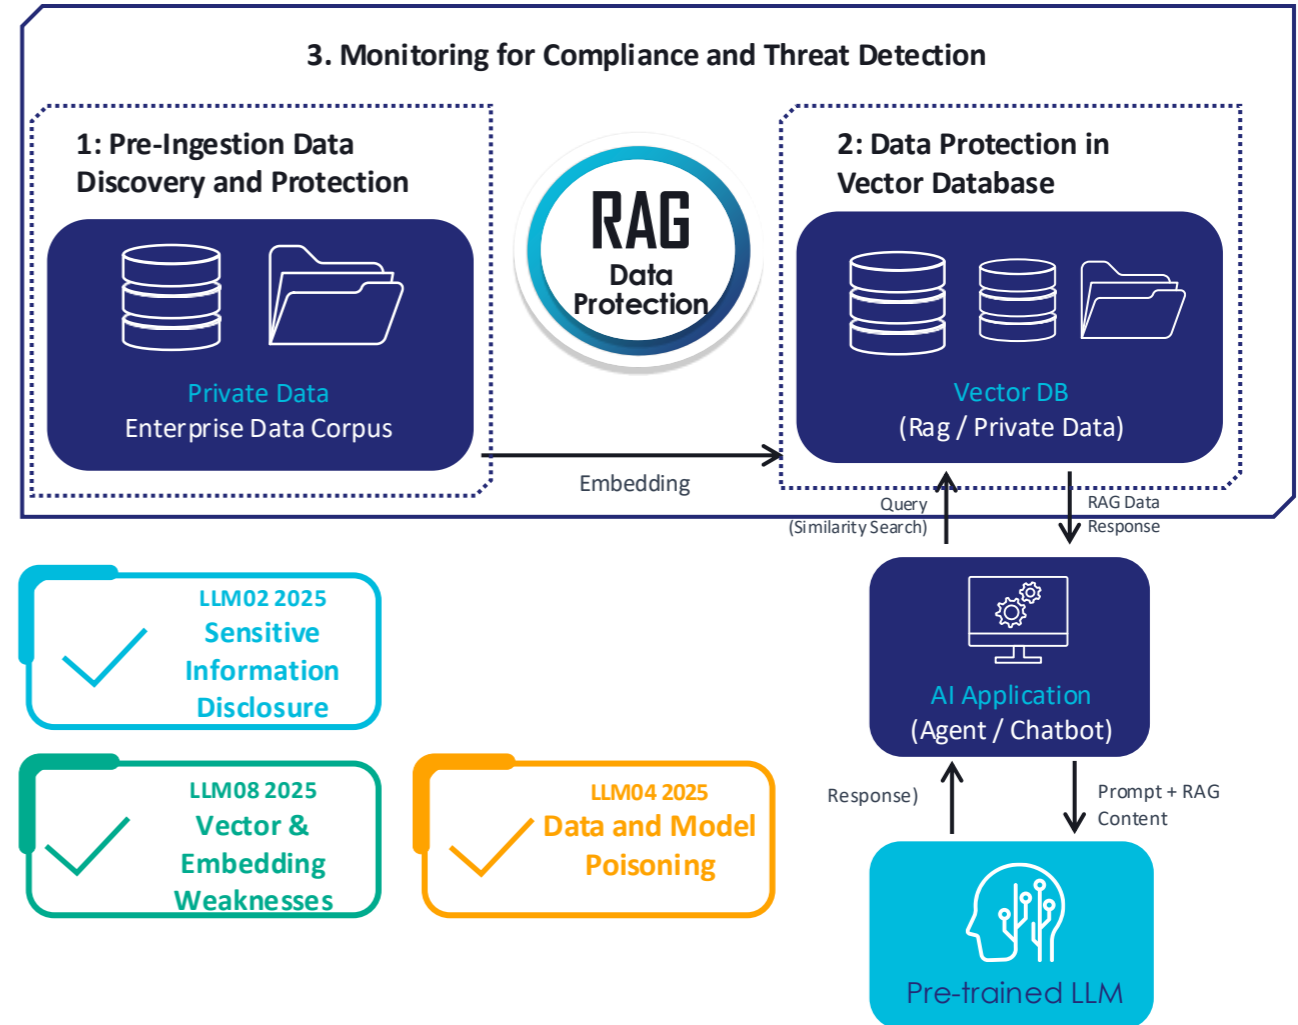 3. Monitoring for Compliance and Threat Detection
1: Pre-Ingestion Data
Discovery and Protection
Private Data
Enterprise Data Corpus
RAG
Data
Protection
Embedding
2: Data Protection in
Vector Database
Vector DB
(Rag / Private Data)
Query
(Similarity Search)
RAG Data
Response
AI Application
(Agent / Chatbot)
Response)
Prompt + RAG
Content
Pre-trained LLM
LLM02 2025
Sensitive
Information
Disclosure
LLM08 2025
Vector &
Embedding
Weaknesses
LLM04 2025
Data and Model
Poisoning